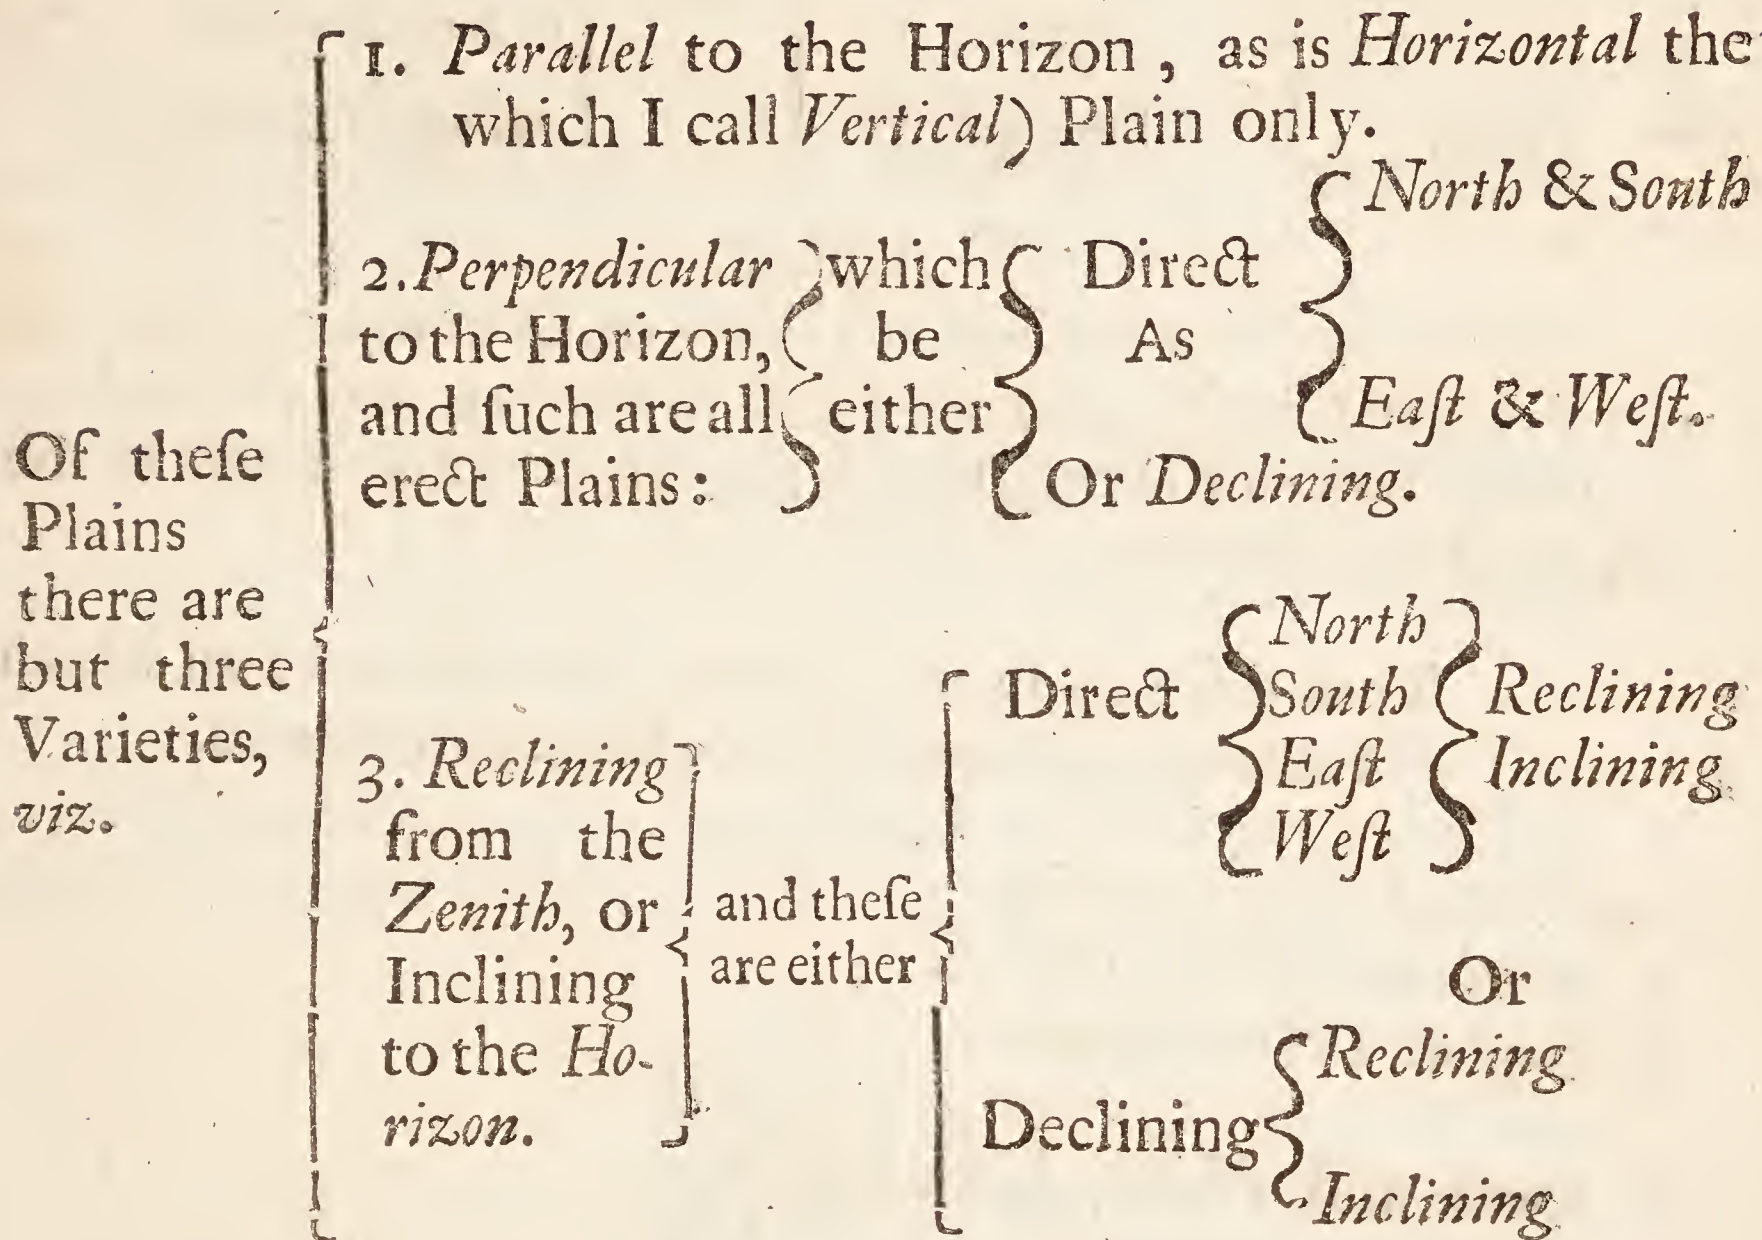 Of theſe
Plains
there are
but three
Varieties,
viz.
1. Parallel to the Horizon, as is Horizontal the
which I call Vertical) Plain only.
2. Perpendicular
to the Horizon,
and ſuch are all
erect Plains:
which
be
either
Direct
As
North & South
Eaſt & Weſt.
Or Declining.
3. Reclining
from the
Zenith, or
Inclining
to the Ho-
rizon.
and theſe
are either
Direct
North
South
Eaſt
Weſt
Reclining
Inclining
Or
Declining
Reclining
Inclining